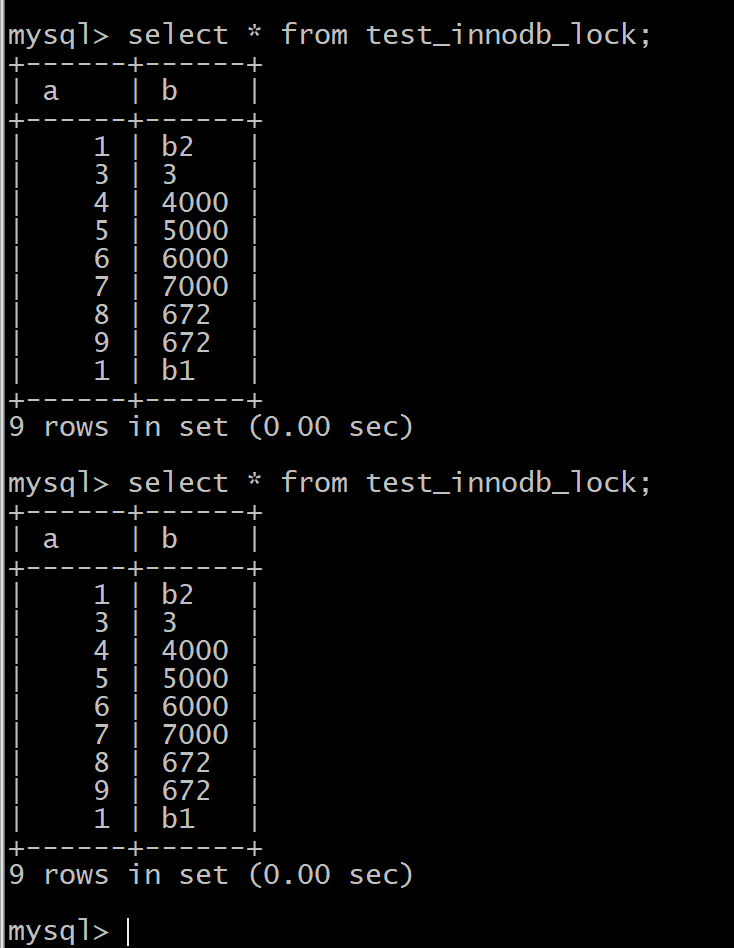 mysql> select * from test_innodb_lock;
+------+------+
| a    | b    |
+------+------+
|    1 | b2   |
|    3 | 3    |
|    4 | 4000 |
|    5 | 5000 |
|    6 | 6000 |
|    7 | 7000 |
|    8 | 672  |
|    9 | 672  |
|    1 | b1   |
+------+------+
9 rows in set (0.00 sec)
mysql> select * from test_innodb_lock;
+------+------+
| a    | b    |
+------+------+
|    1 | b2   |
|    3 | 3    |
|    4 | 4000 |
|    5 | 5000 |
|    6 | 6000 |
|    7 | 7000 |
|    8 | 672  |
|    9 | 672  |
|    1 | b1   |
+------+------+
9 rows in set (0.00 sec)
mysql>